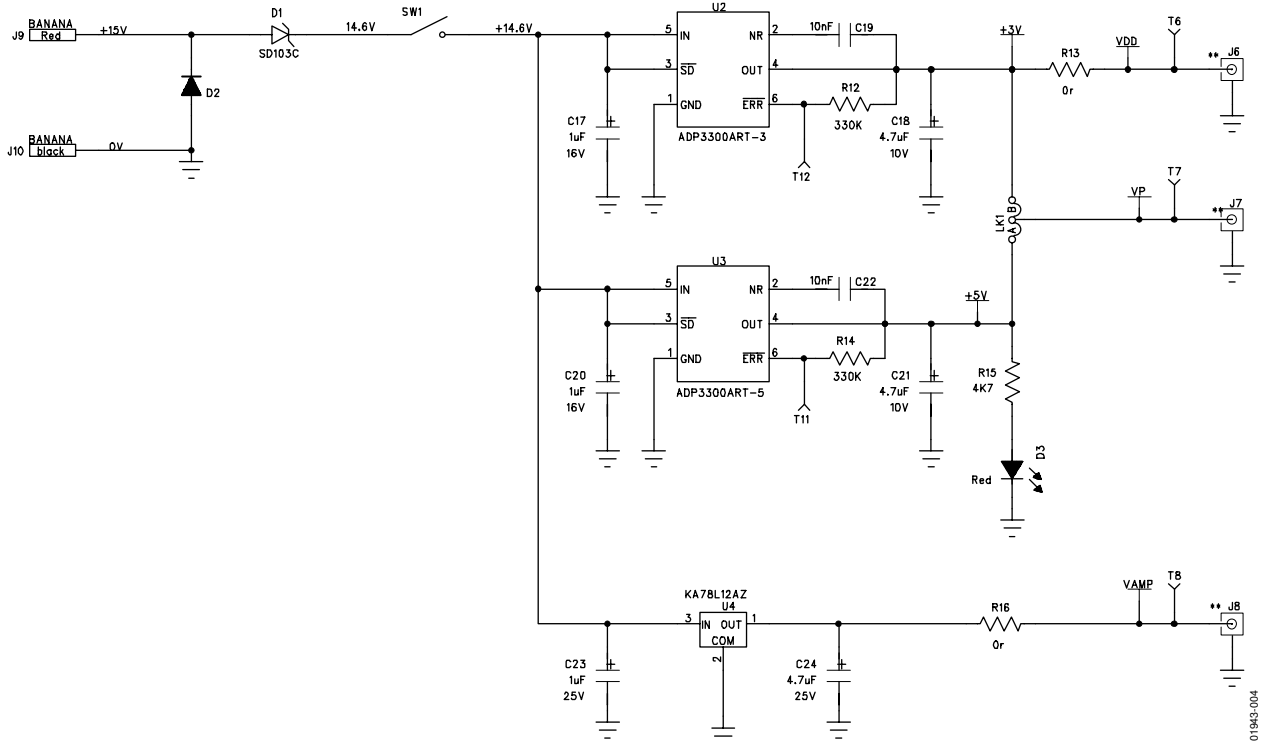 BANANA
J9 Red +15V
D1
SD103C
14.6V
SW1
+14.6V
D2
BANANA
J10 black 0V
U2
5 IN NR 2
3 SD OUT 4
1 GND ERR 6
ADP3300ART-3
10nF C19
R12
330K
T12
C17
1uF
16V
C18
4.7uF
10V
+3V
R13
0r
VDD
T6
** J6
LK1
B
A
VP
T7
** J7
U3
5 IN NR 2
3 SD OUT 4
1 GND ERR 6
ADP3300ART-5
10nF C22
R14
330K
T11
C20
1uF
16V
C21
4.7uF
10V
+5V
R15
4K7
D3
Red
KA78L12AZ
U4
3 IN OUT 1
COM
2
C23
1uF
25V
C24
4.7uF
25V
R16
0r
VAMP
T8
** J8
01943-004